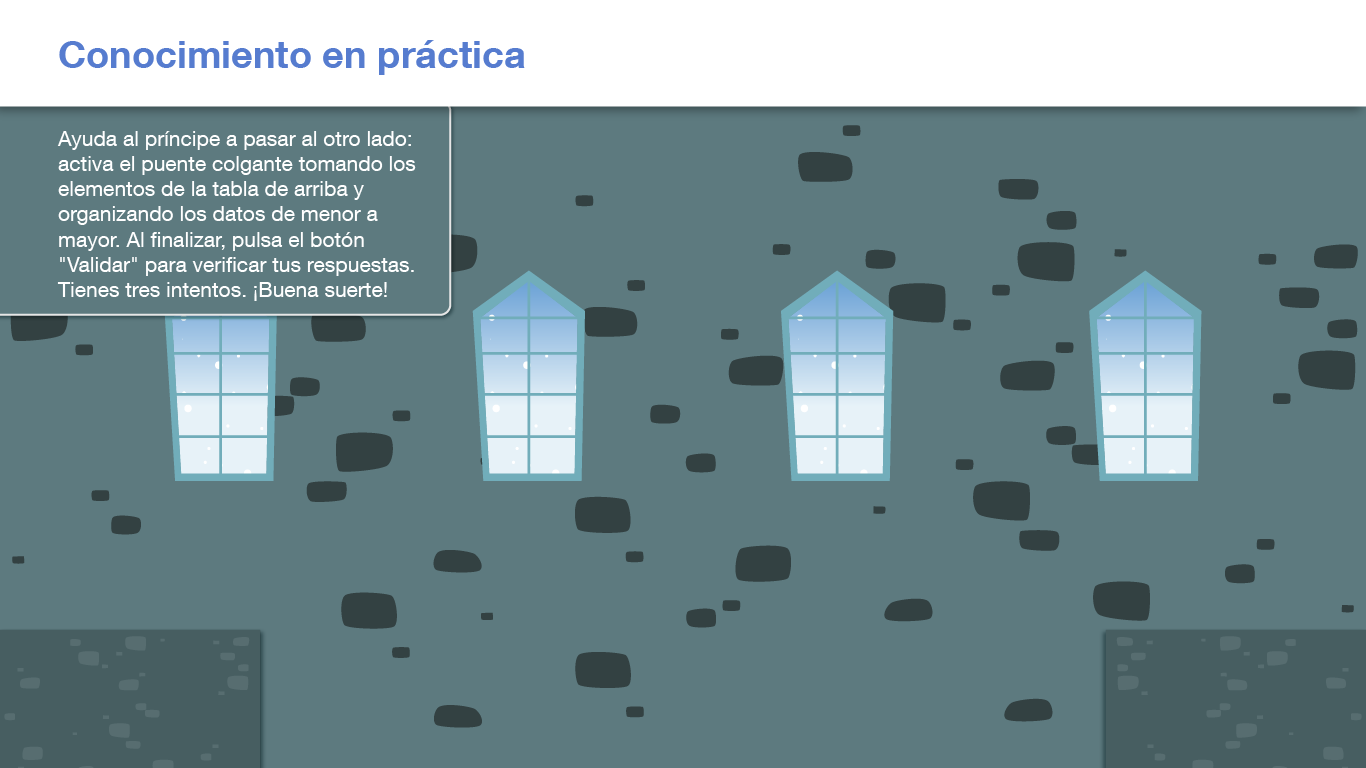 Conocimiento en práctica
Ayuda al príncipe a pasar al otro lado:
activa el puente colgante tomando los
elementos de la tabla de arriba y
organizando los datos de menor a
mayor. Al finalizar, pulsa el botón
"Validar" para verificar tus respuestas.
Tienes tres intentos. ¡Buena suerte!